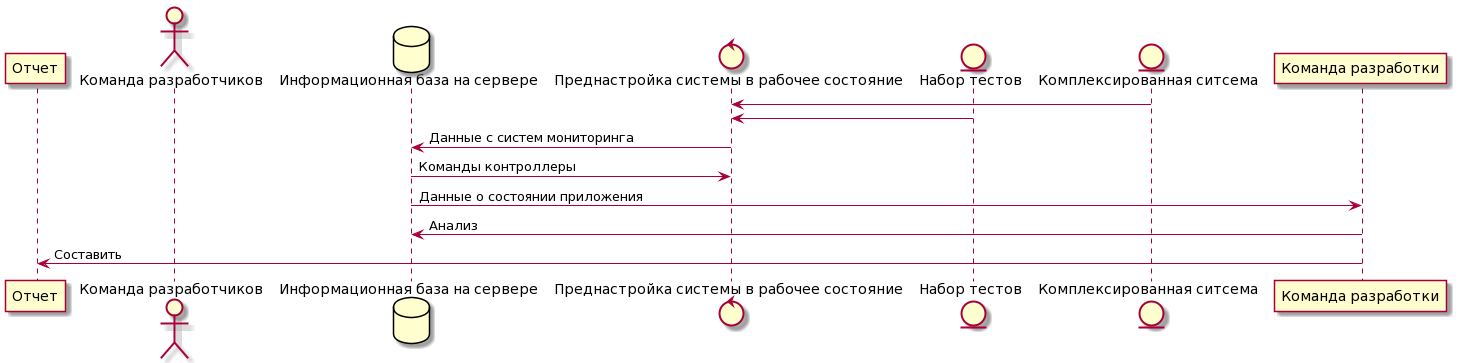 Отчет
Команда разработчиков
Информационная база на сервере
Преднастройка системы в рабочее состояние
Набор тестов
Комплексированная ситсема
Команда разработки
Данные с систем мониторинга
Команды контроллеры
Данные о состоянии приложения
Анализ
Составить
Отчет
Команда разработчиков
Информационная база на сервере
Преднастройка системы в рабочее состояние
Набор тестов
Комплексированная ситсема
Команда разработки